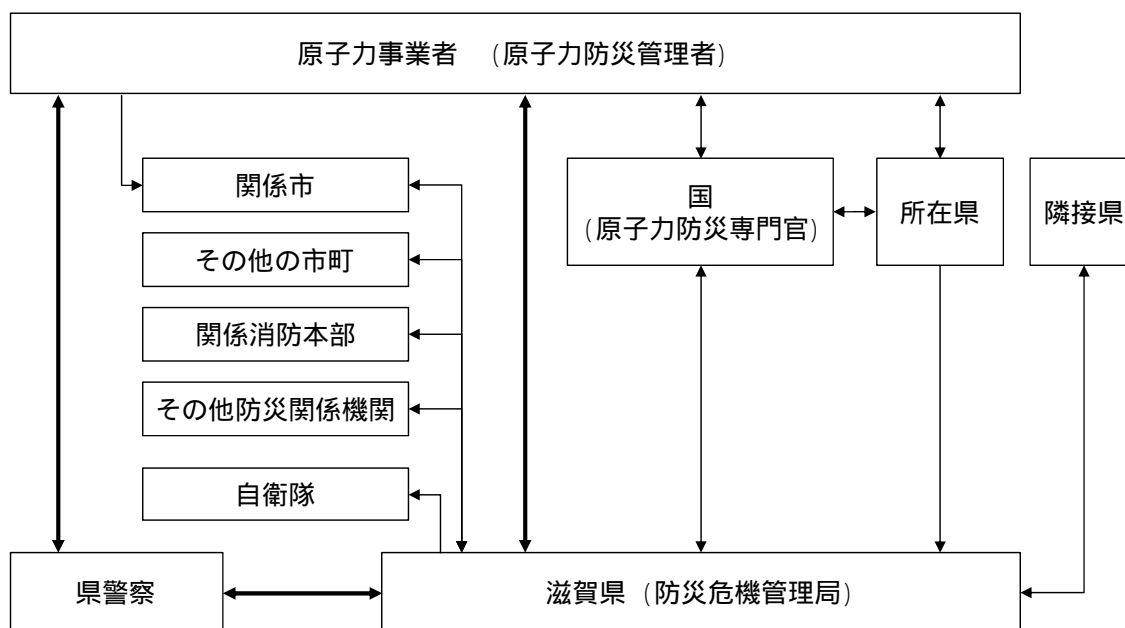 原子力事業者 (原子力防災管理者)
関係市
国
(原子力防災専門官)
所在県
隣接県
その他の市町
関係消防本部
その他防災関係機関
自衛隊
県警察
滋賀県 (防災危機管理局)